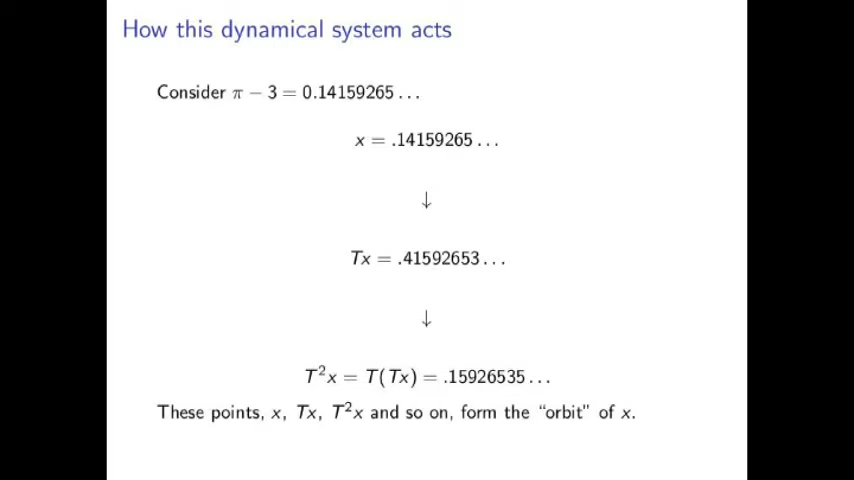 How this dynamical system acts
Consider π − 3 = 0.14159265 . . .
x = .14159265 . . .
↓
Tx = .41592653 . . .
↓
T²x = T(Tx) = .15926535 . . .
These points, x, Tx, T²x and so on, form the “orbit” of x.